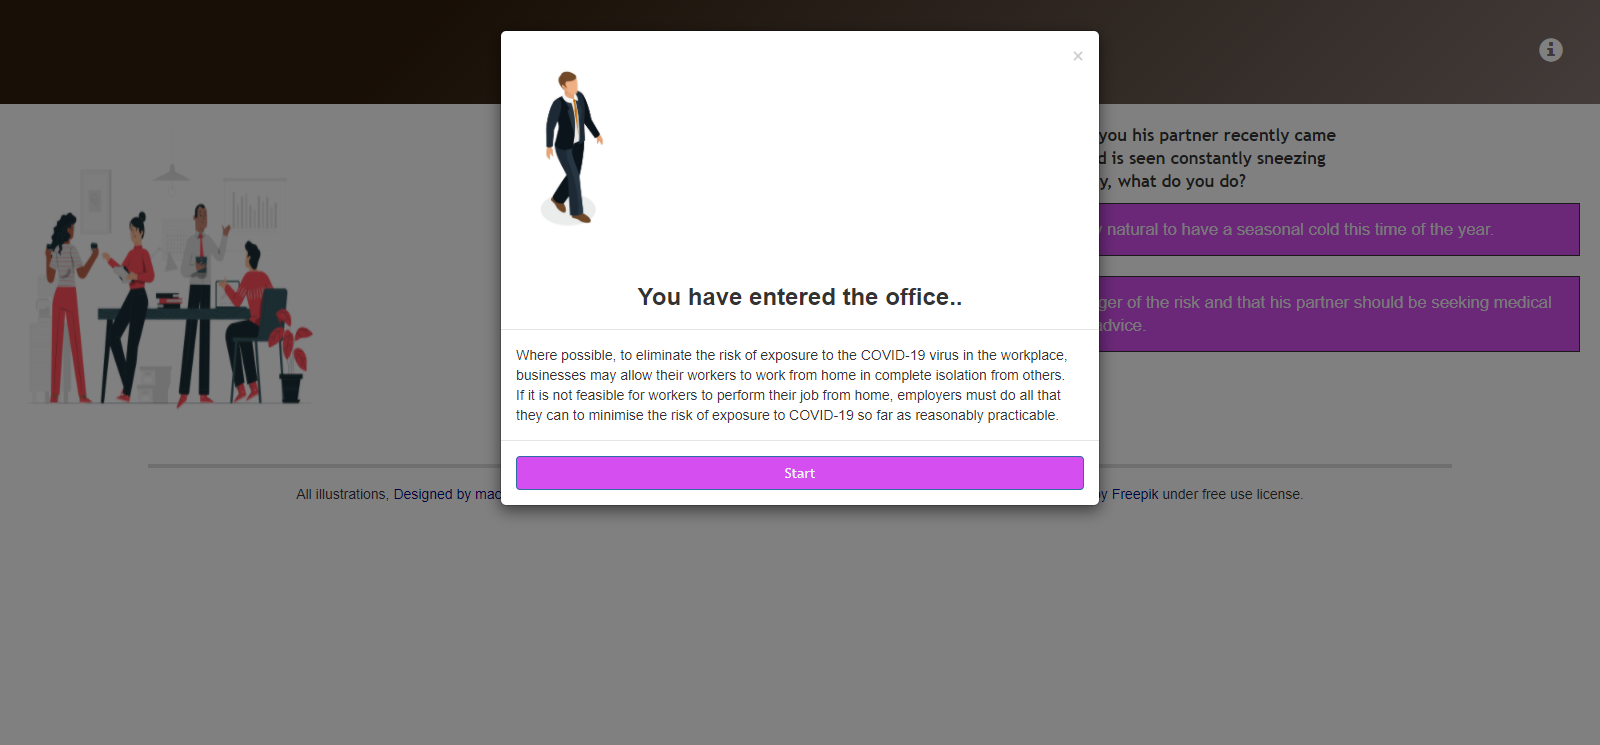 ×
you his partner recently came
is seen constantly sneezing
what do you do?
natural to have a seasonal cold this time of the year.
of the risk and that his partner should be seeking medical
advice.
You have entered the office..
Where possible, to eliminate the risk of exposure to the COVID-19 virus in the workplace,
businesses may allow their workers to work from home in complete isolation from others.
If it is not feasible for workers to perform their job from home, employers must do all that
they can to minimise the risk of exposure to COVID-19 so far as reasonably practicable.
Start
All illustrations, Designed by by Freepik under free use license.